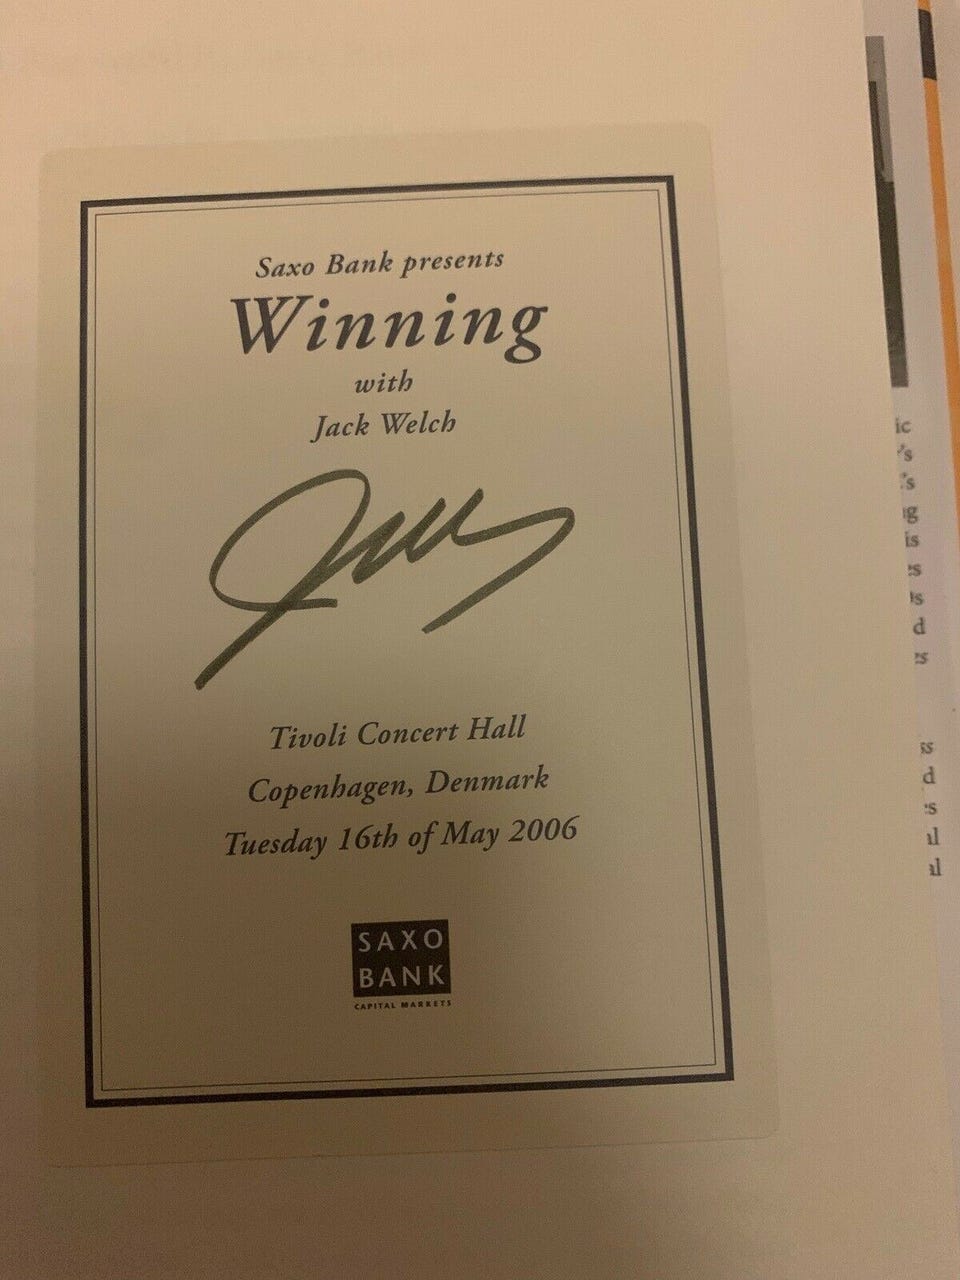 Saxo Bank presents
Winning
with
Jack Welch
Tivoli Concert Hall
Copenhagen, Denmark
Tuesday 16th of May 2006
SAXO
BANK
CAPITAL MARKETS